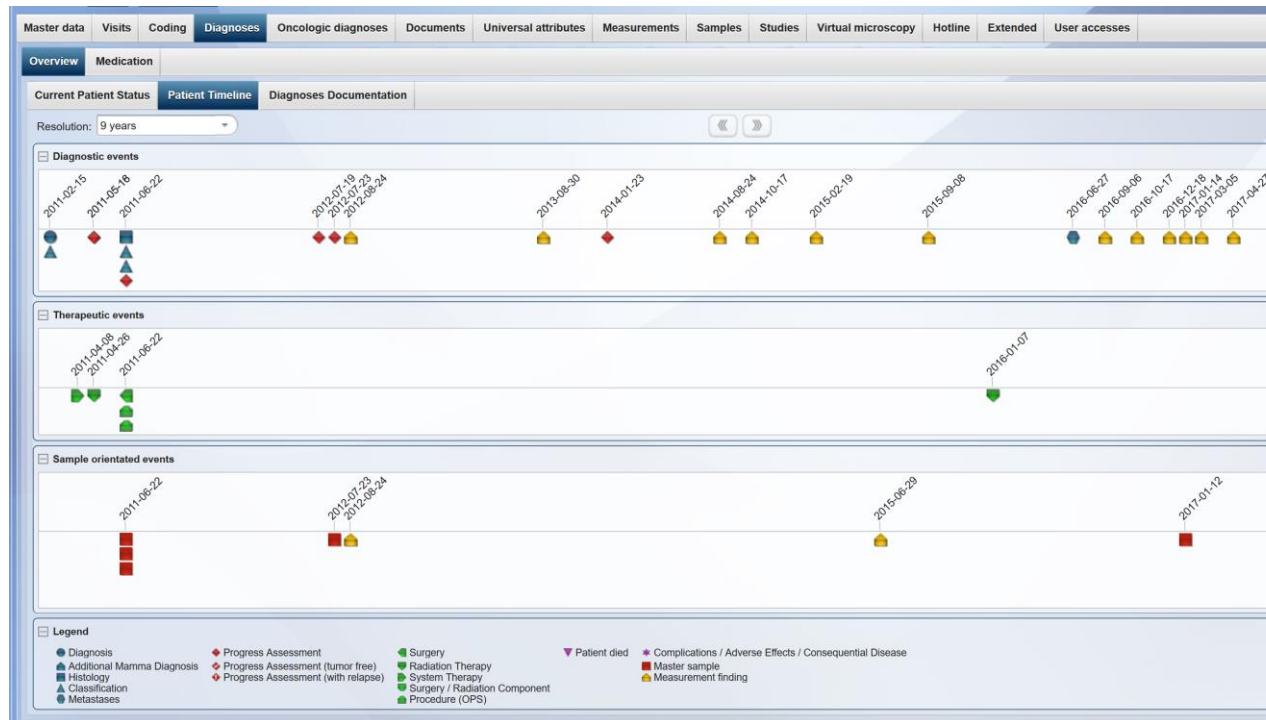 Master data Visits Coding Diagnoses Oncologic diagnoses Documents Universal attributes Measurements Samples Studies Virtual microscopy Hotline Extended User accesses
Overview Medication
Current Patient Status Patient Timeline Diagnoses Documentation
Resolution: 9 years
Diagnostic events
2011-02-15 2011-05-18 2011-06-22 2012-07-19 2012-07-23 2012-08-24 2013-08-30 2014-01-23 2014-08-24 2014-10-17 2015-02-19 2015-09-08 2016-06-27 2016-09-06 2016-10-17 2016-12-18 2017-01-14 2017-03-05 2017-04-27
Therapeutic events
2011-04-08 2011-04-26 2011-06-22 2016-01-07
Sample orientated events
2011-06-22 2012-07-23 2012-08-24 2015-06-29 2017-01-12
Legend
Diagnosis Progress Assessment Surgery Patient died Complications / Adverse Effects / Consequential Disease
Additional Mamma Diagnosis Progress Assessment (tumor free) Radiation Therapy Master sample
Histology Progress Assessment (with relapse) System Therapy Measurement finding
Classification Surgery / Radiation Component
Metastases Procedure (OPS)